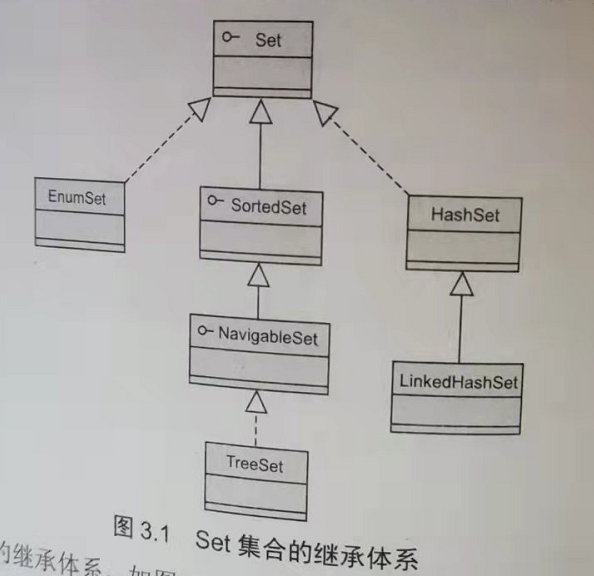 Set
EnumSet
SortedSet
HashSet
NavigableSet
LinkedHashSet
TreeSet
图 3.1 Set 集合的继承体系
的继承体系，如图